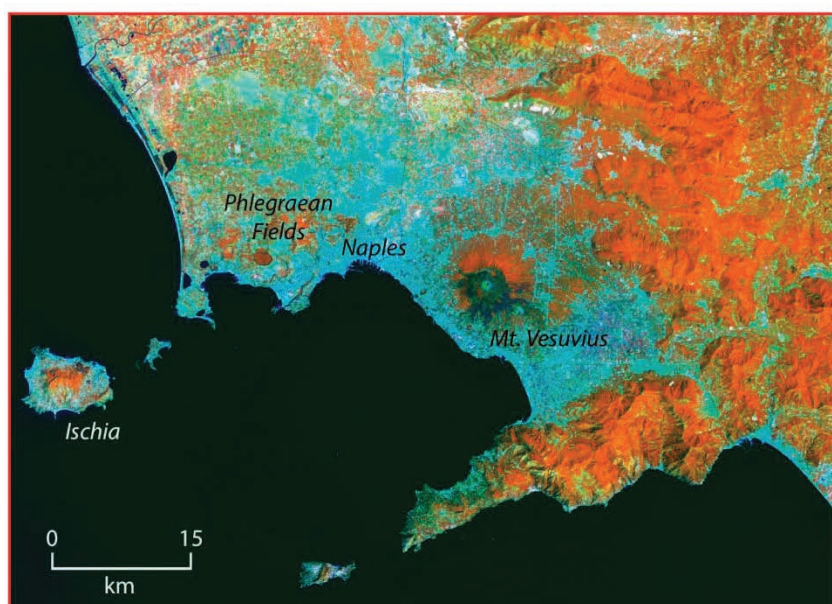 Phlegraean
Fields
Naples
Mt. Vesuvius
Ischia
0 15
km